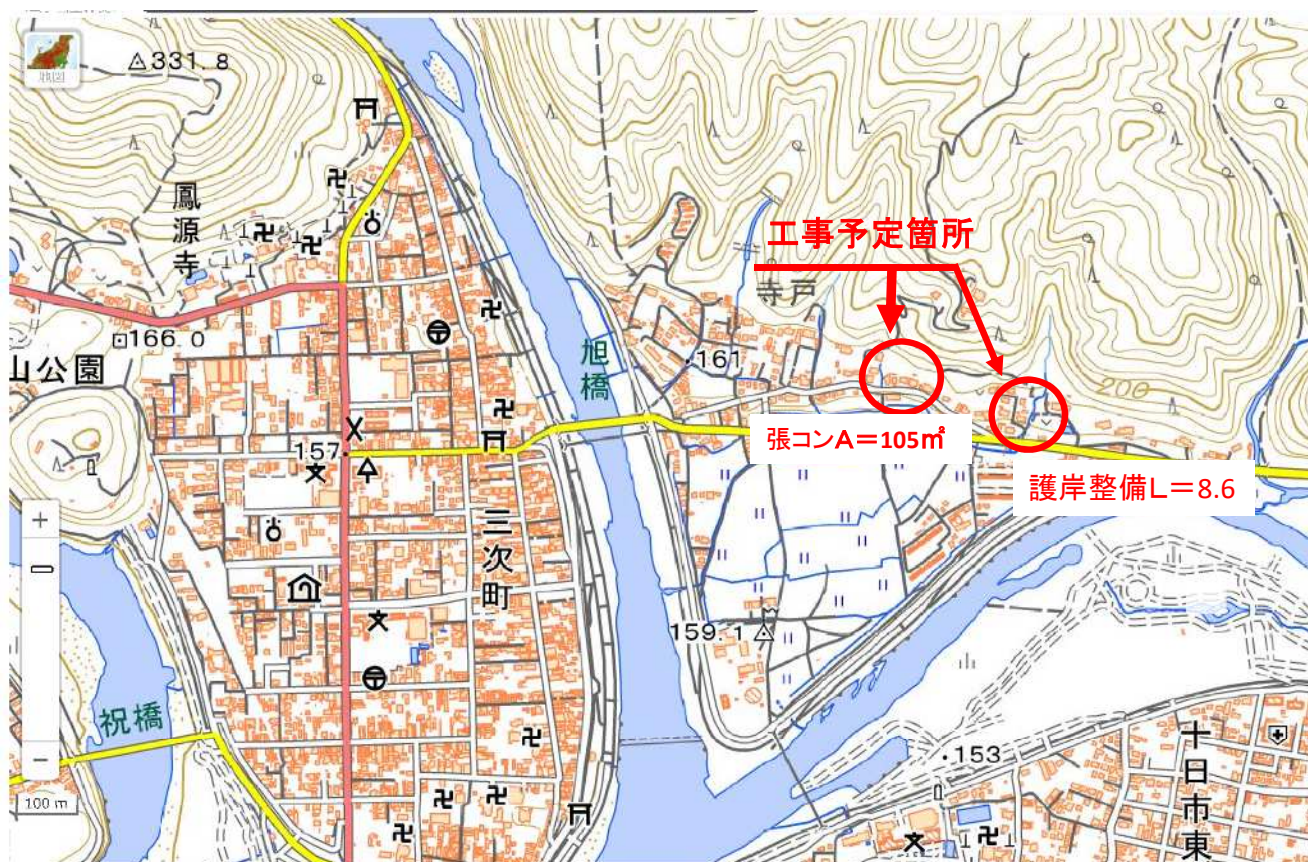 地図
331.8
鳳源寺
166.0
山公園
工事予定箇所
寺戸
旭橋
161
200
張コンA=105㎡
護岸整備L=8.6
157
三次町
159.1
祝橋
153
十日市東
+
−
100 m